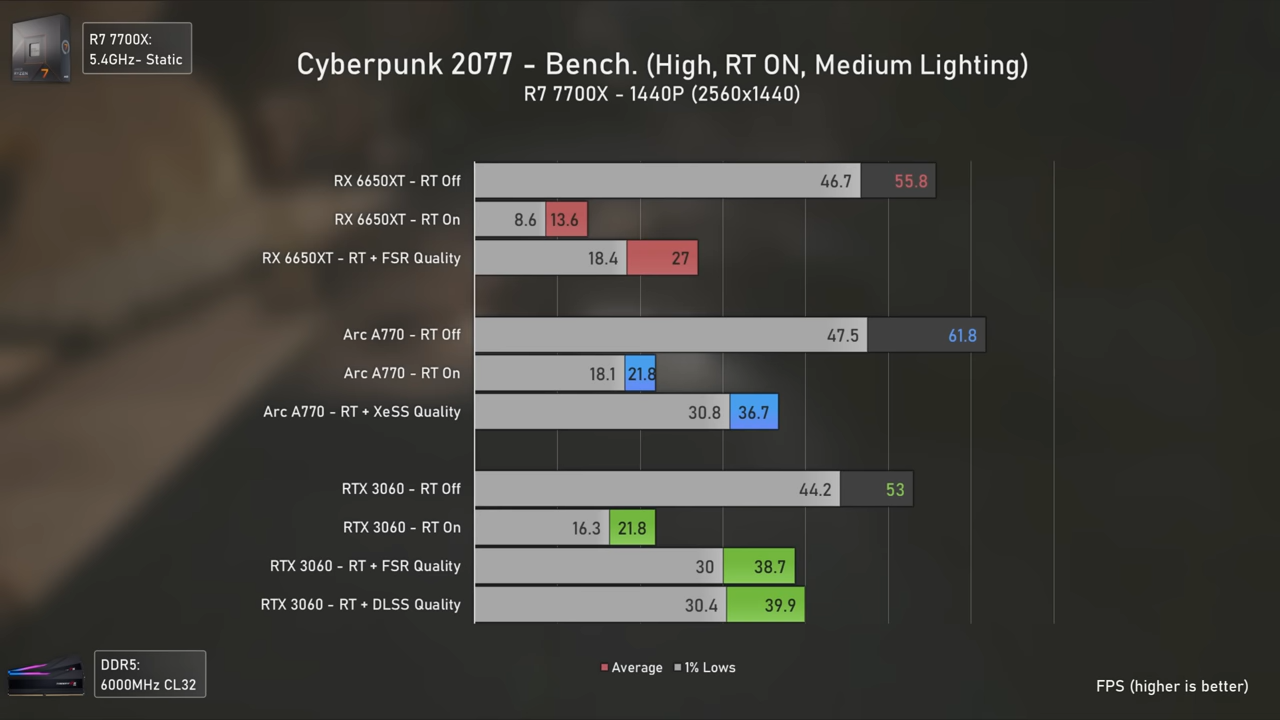 R7 7700X:
5.4GHz- Static
Cyberpunk 2077 - Bench. (High, RT ON, Medium Lighting)
R7 7700X - 1440P (2560x1440)
RX 6650XT - RT Off 46.7 55.8
RX 6650XT - RT On 8.6 13.6
RX 6650XT - RT + FSR Quality 18.4 27
Arc A770 - RT Off 47.5 61.8
Arc A770 - RT On 18.1 21.8
Arc A770 - RT + XeSS Quality 30.8 36.7
RTX 3060 - RT Off 44.2 53
RTX 3060 - RT On 16.3 21.8
RTX 3060 - RT + FSR Quality 30 38.7
RTX 3060 - RT + DLSS Quality 30.4 39.9
DDR5:
6000MHz CL32
Average 1% Lows
FPS (higher is better)